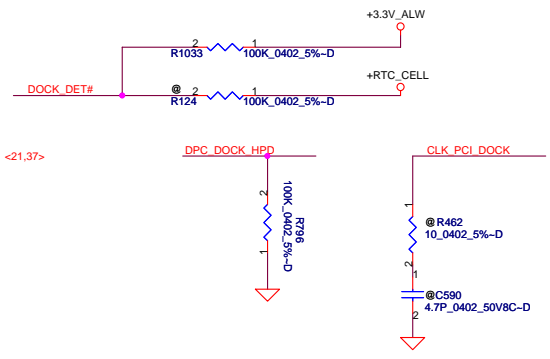 +3.3V_ALW
2 1
R1033 100K_0402_5%~D
+RTC_CELL
DOCK_DET#
@ 2 1
R124 100K_0402_5%~D
<21,37>
DPC_DOCK_HPD
CLK_PCI_DOCK
2
1
R796
100K_0402_5%~D
1
@R462
10_0402_5%~D
2
1
@C590
4.7P_0402_50V8C~D
2